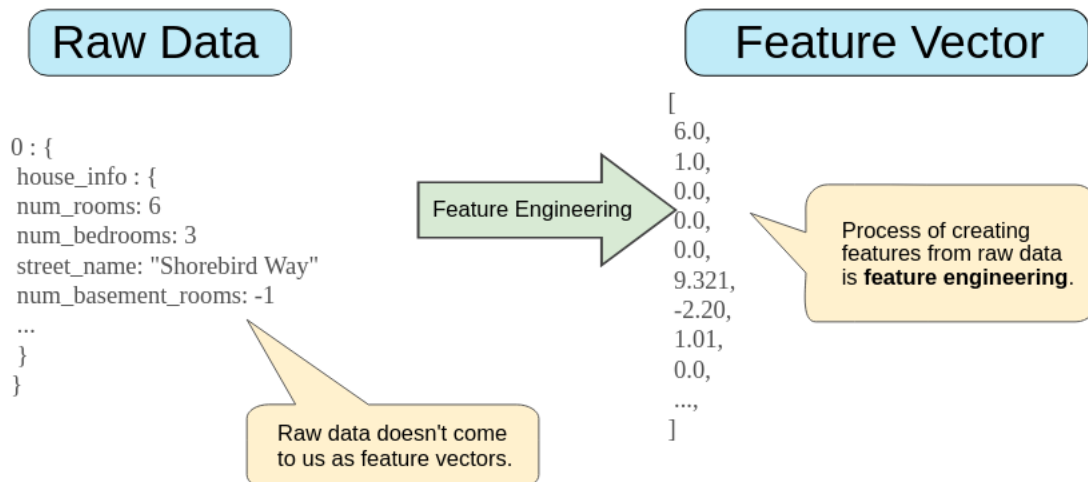 Raw Data
0 : {
house_info : {
num_rooms: 6
num_bedrooms: 3
street_name: "Shorebird Way"
num_basement_rooms: -1
...
}
}
Raw data doesn't come
to us as feature vectors.
Feature Engineering
Feature Vector
[
6.0,
1.0,
0.0,
0.0,
0.0,
9.321,
-2.20,
1.01,
0.0,
...,
]
Process of creating
features from raw data
is feature engineering.